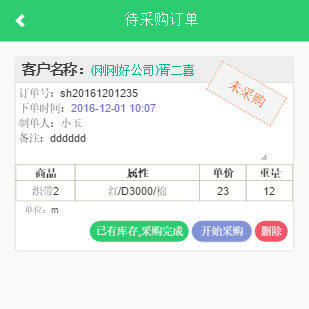 待采购订单
客户名称：(刚刚好公司)胥二喜
未采购
订单号：sh20161201235
下单时间：2016-12-01 10:07
制单人：小玉
备注：dddddd
商品 属性 单价 重量
织带2 红/D3000/棉 23 12
单位：m
已有库存,采购完成 开始采购 删除